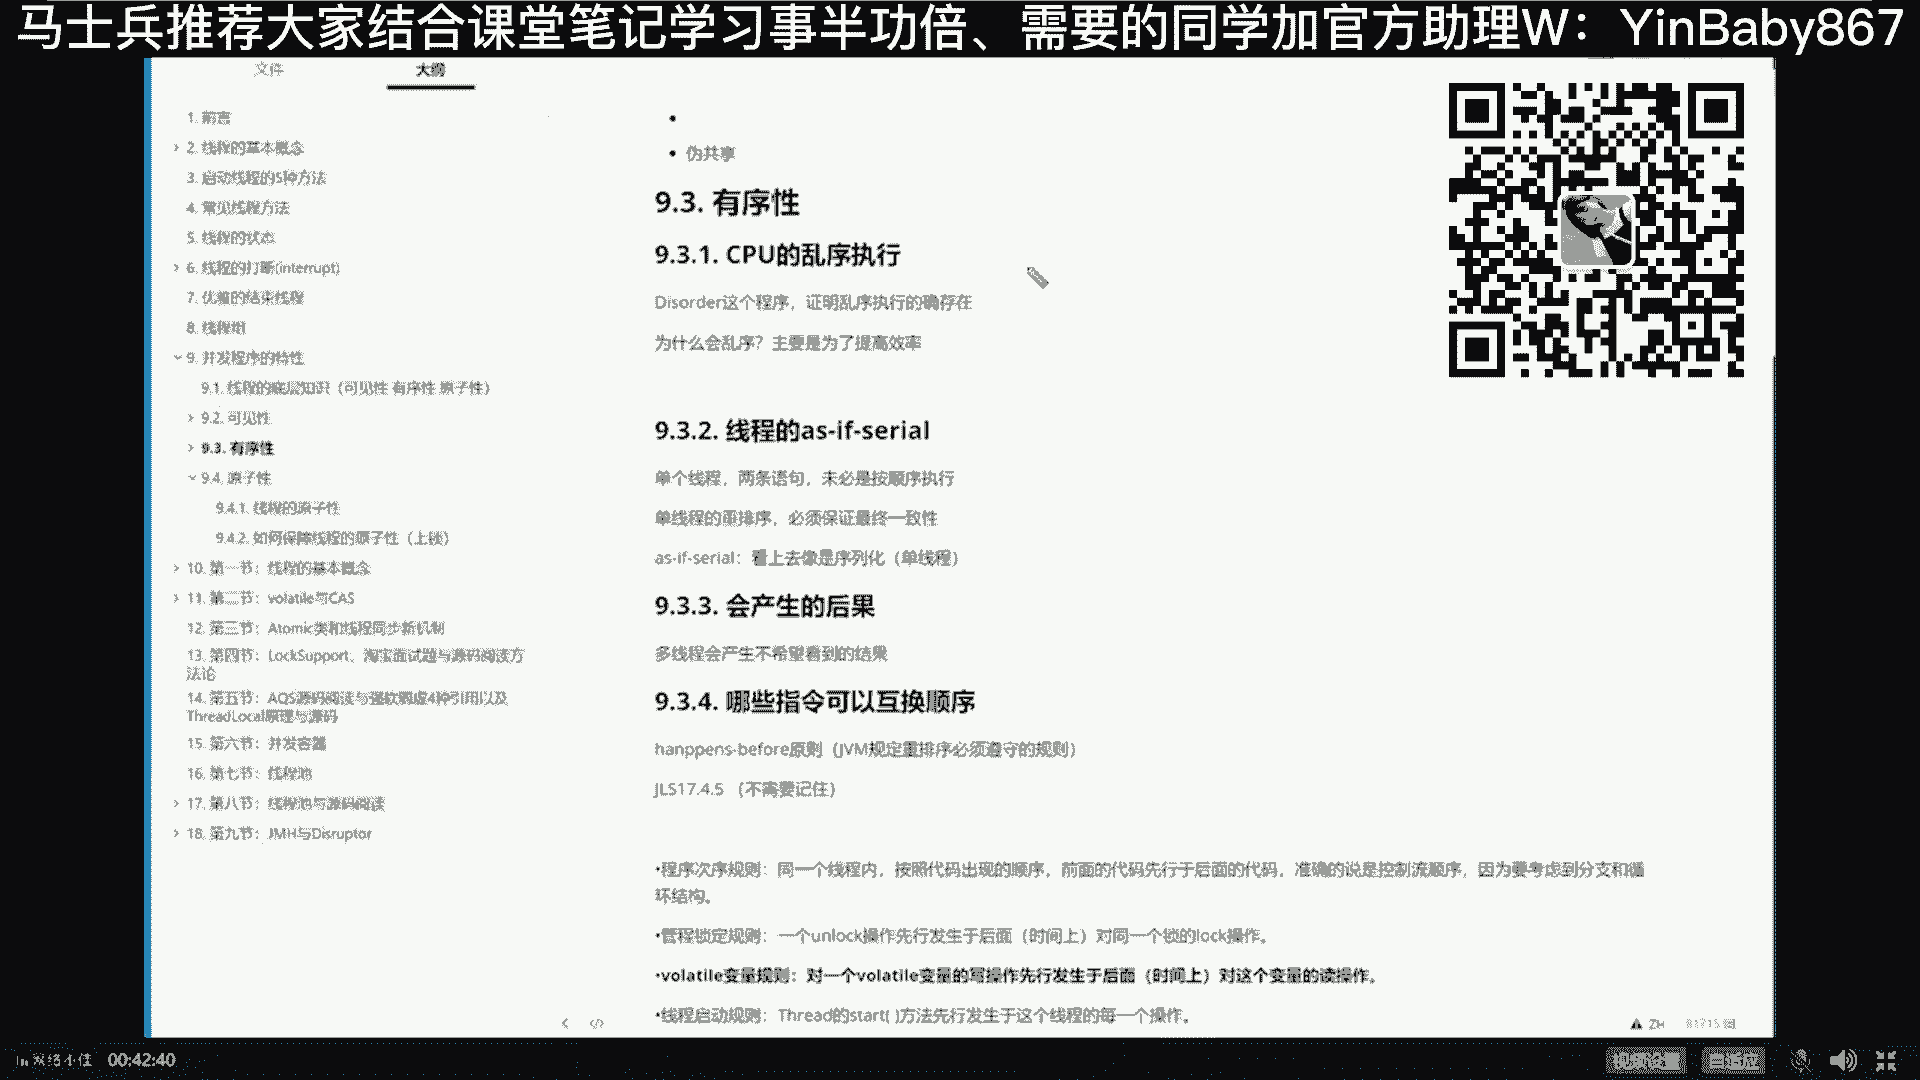 马士兵推荐大家结合课堂笔记学习事半功倍、需要的同学加官方助理W：YinBaby867
文件
大纲
1. 前言
2. 线程的基本概念
3. 启动线程的5种方法
4. 常见线程方法
5. 线程的状态
6. 线程的打断(interrupt)
7. 优雅的结束线程
8. 线程组
9. 并发程序的特性
9.1. 线程的底层知识（可见性 有序性 原子性）
9.2. 可见性
9.3. 有序性
9.4. 原子性
9.4.1. 线程的原子性
9.4.2. 如何保障线程的原子性（上锁）
10. 第一节：线程的基本概念
11. 第二节：volatile与CAS
12. 第三节：Atomic类和线程同步新机制
13. 第四节：LockSupport、淘宝面试题与源码阅读方
法论
14. 第五节：AQS源码阅读与强软弱虚4种引用以及
ThreadLocal原理与源码
15. 第六节：并发容器
16. 第七节：线程池
17. 第八节：线程池与源码阅读
18. 第九节：JMH与Disruptor
• 伪共享
9.3. 有序性
9.3.1. CPU的乱序执行
Disorder这个程序，证明乱序执行的确存在
为什么会乱序？主要是为了提高效率
9.3.2. 线程的as-if-serial
单个线程，两条语句，未必是按顺序执行
单线程的重排序，必须保证最终一致性
as-if-serial：看上去像是序列化（单线程）
9.3.3. 会产生的后果
多线程会产生不希望看到的结果
9.3.4. 哪些指令可以互换顺序
hanppens-before原则（JVM规定重排序必须遵守的规则）
JLS17.4.5 （不需要记住）
•程序次序规则：同一个线程内，按照代码出现的顺序，前面的代码先行于后面的代码，准确的说是控制流顺序，因为要考虑到分支和循
环结构。
•管程锁定规则：一个unlock操作先行发生于后面（时间上）对同一个锁的lock操作。
•volatile变量规则：对一个volatile变量的写操作先行发生于后面（时间上）对这个变量的读操作。
•线程启动规则：Thread的start( )方法先行发生于这个线程的每一个操作。
ZH
网络不佳 00:42:40
视频设置
自适应